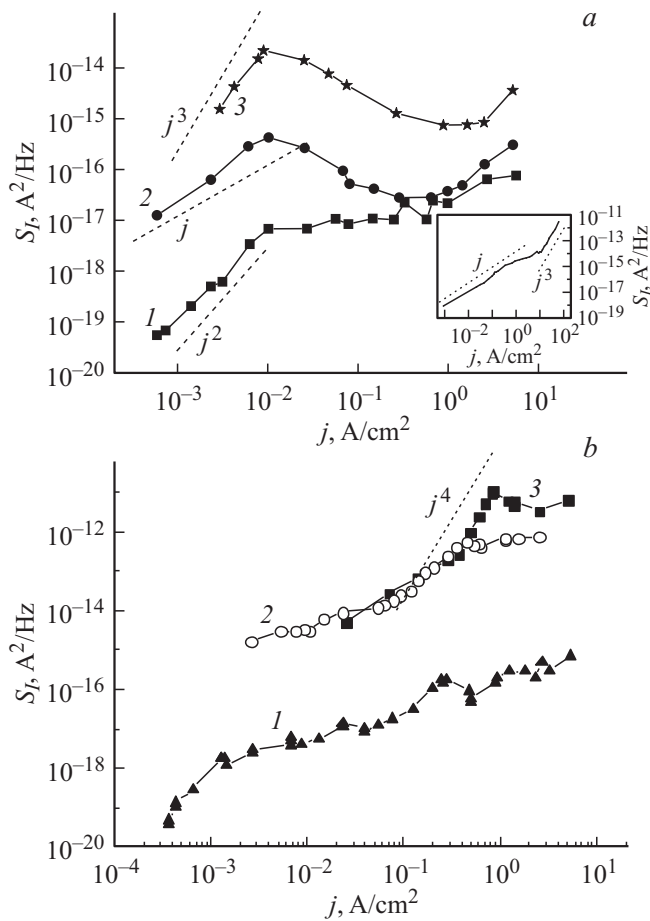 a
10^–14
10^–15
10^–16
10^–17
10^–18
10^–19
10^–20
S_I, A^2/Hz
j^3
3
2
j
1
j^2
10^–3
10^–2
10^–1
10^0
10^1
j, A/cm^2
j
j^3
10^–11
10^–13
10^–15
10^–17
10^–19
S_I, A^2/Hz
10^–2
10^0
10^2
j, A/cm^2
b
10^–12
10^–14
10^–16
10^–18
10^–20
S_I, A^2/Hz
j^4
3
2
1
10^–4
10^–3
10^–2
10^–1
10^0
10^1
j, A/cm^2